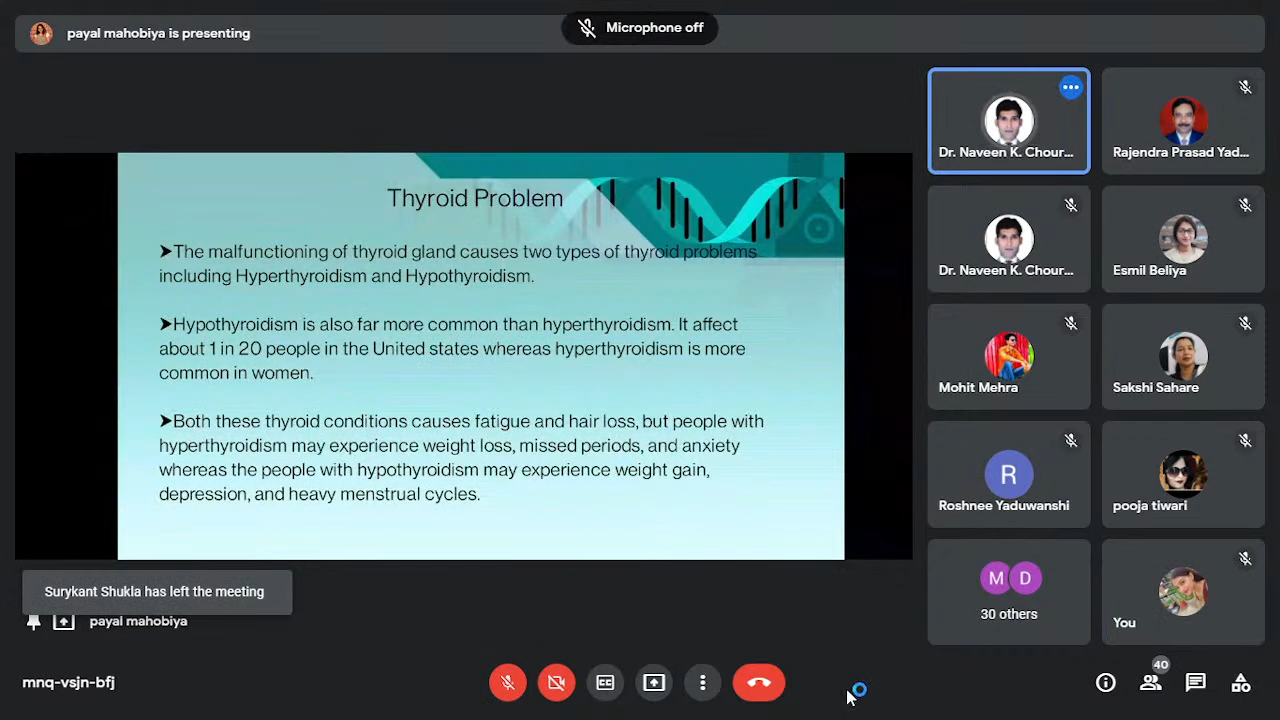 payal mahobiya is presenting
Microphone off
Thyroid Problem
➤The malfunctioning of thyroid gland causes two types of thyroid problems
including Hyperthyroidism and Hypothyroidism.
➤Hypothyroidism is also far more common than hyperthyroidism. It affect
about 1 in 20 people in the United states whereas hyperthyroidism is more
common in women.
➤Both these thyroid conditions causes fatigue and hair loss, but people with
hyperthyroidism may experience weight loss, missed periods, and anxiety
whereas the people with hypothyroidism may experience weight gain,
depression, and heavy menstrual cycles.
Surykant Shukla has left the meeting
payal mahobiya
Dr. Naveen K. Chour...
Rajendra Prasad Yad...
Dr. Naveen K. Chour...
Esmil Beliya
Mohit Mehra
Sakshi Sahare
R
Roshnee Yaduwanshi
pooja tiwari
M D
30 others
You
mnq-vsjn-bfj
CC
40